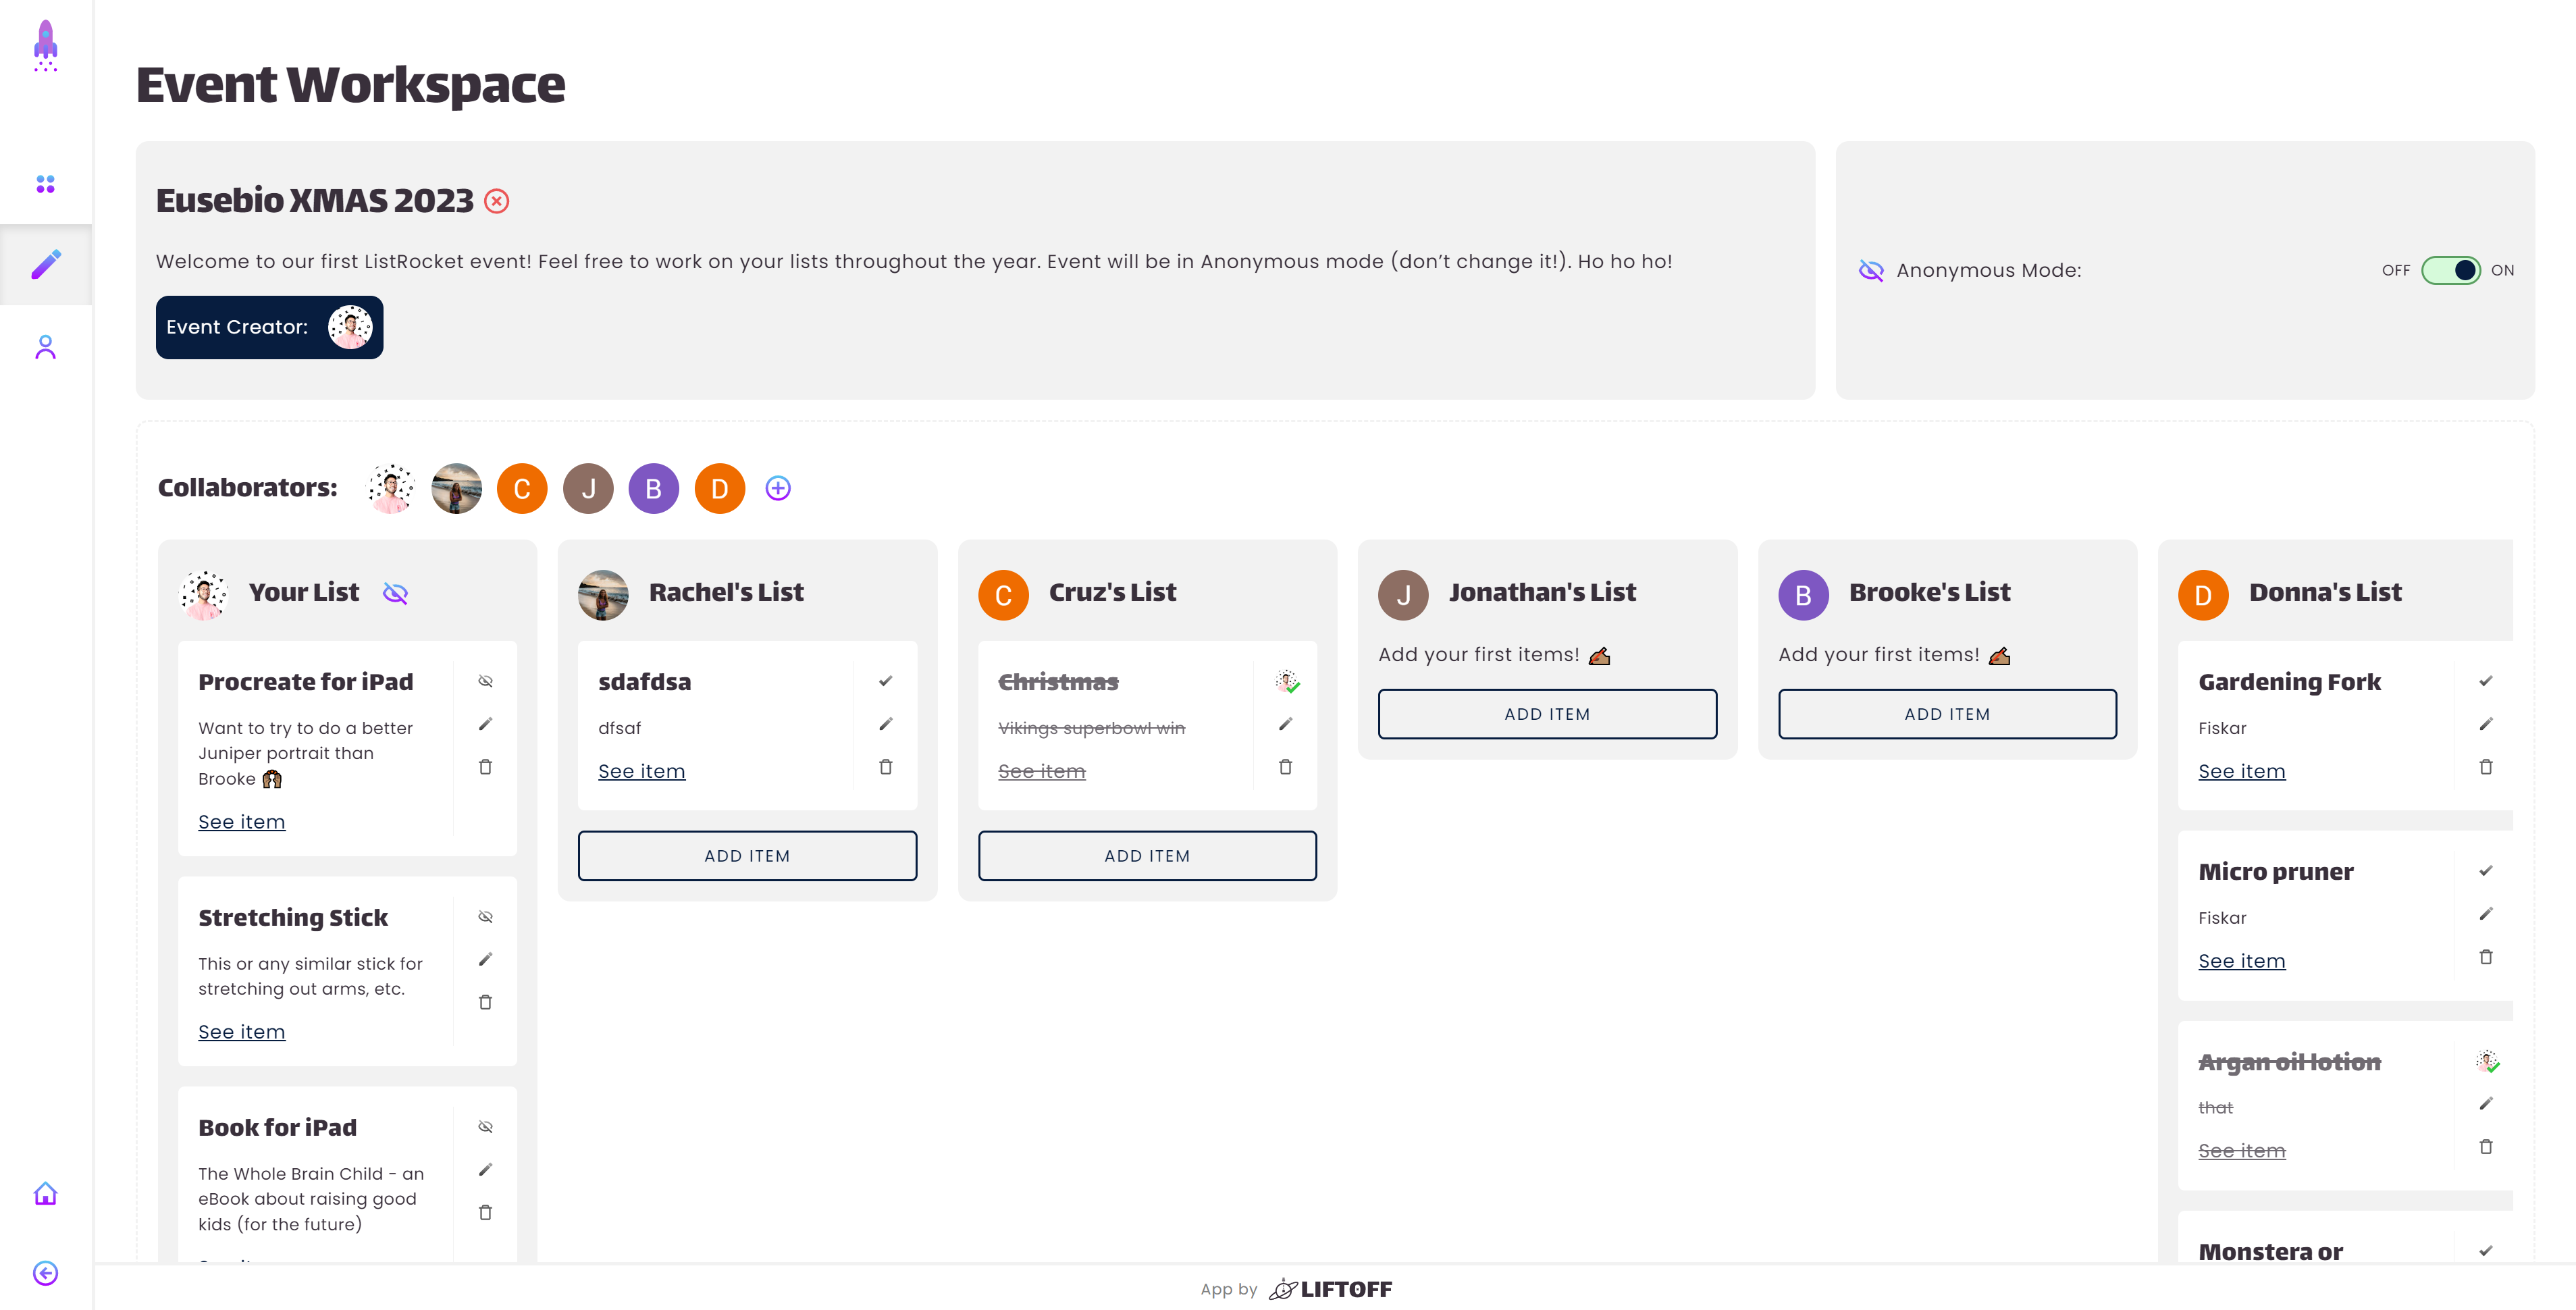 Event Workspace
Eusebio XMAS 2023
Welcome to our first ListRocket event! Feel free to work on your lists throughout the year. Event will be in Anonymous mode (don't change it!). Ho ho ho!
Event Creator:
Anonymous Mode:
OFF
ON
Collaborators:
C
J
B
D
Your List
Procreate for iPad
Want to try to do a better
Juniper portrait than
Brooke
See item
Stretching Stick
This or any similar stick for
stretching out arms, etc.
See item
Book for iPad
The Whole Brain Child - an
eBook about raising good
kids (for the future)
Rachel's List
sdafdsa
dfsaf
See item
ADD ITEM
C
Cruz's List
Christmas
Vikings superbowl win
See item
ADD ITEM
J
Jonathan's List
Add your first items!
ADD ITEM
B
Brooke's List
Add your first items!
ADD ITEM
D
Donna's List
Gardening Fork
Fiskar
See item
Micro pruner
Fiskar
See item
Argan oil lotion
that
See item
Monstera or
App by LIFTOFF